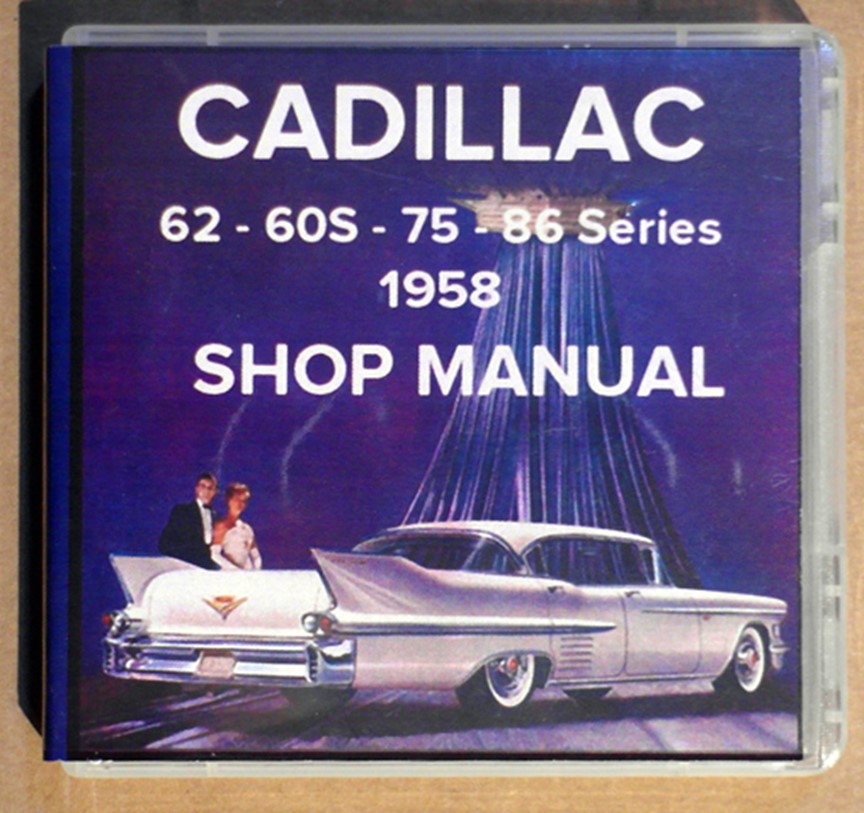 CADILLAC
62 - 60S - 75 - 86 Series
1958
SHOP MANUAL